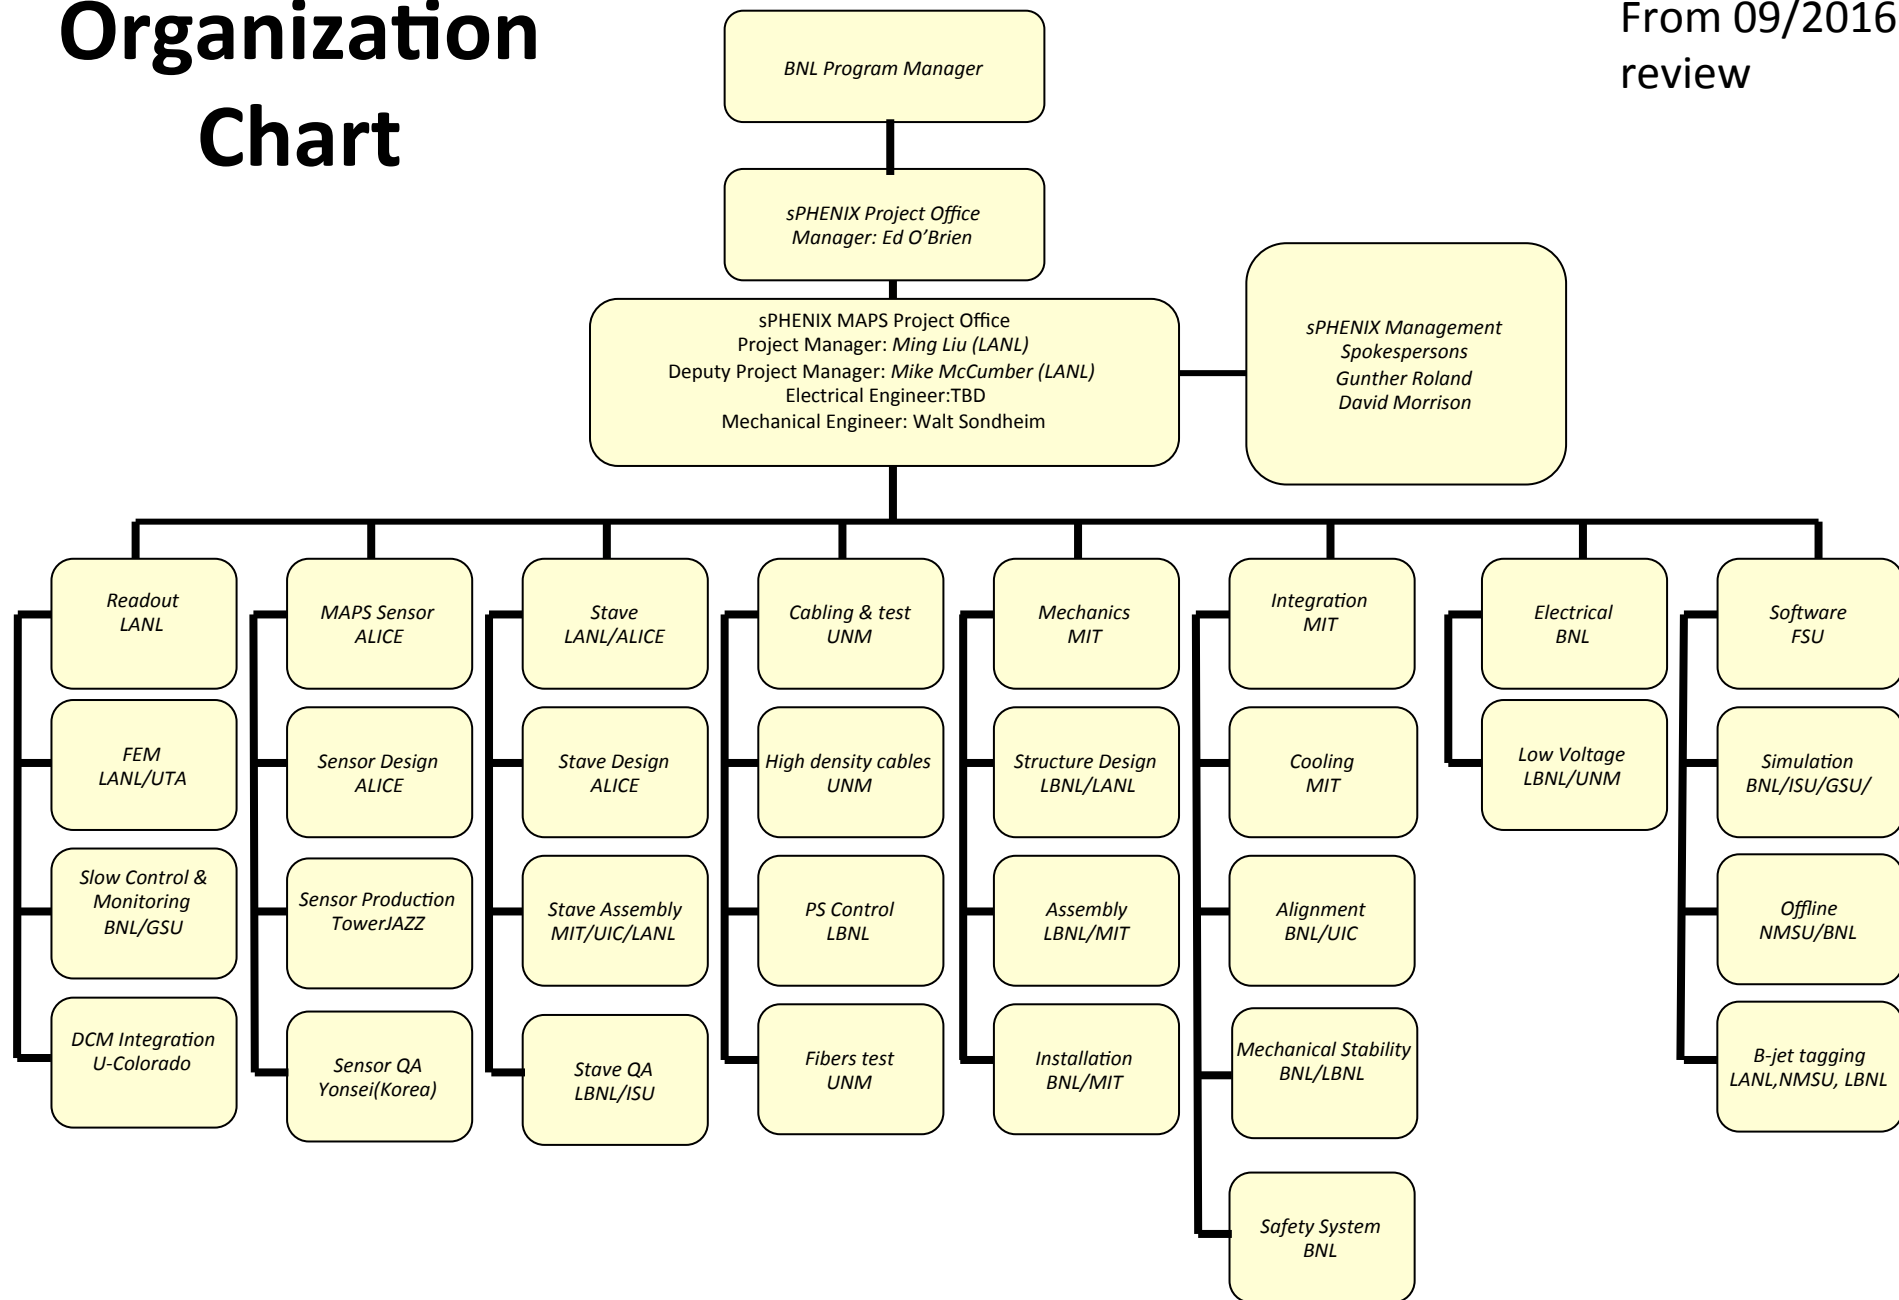 Organization
Chart
From 09/2016
review
BNL Program Manager
sPHENIX Project Office
Manager: Ed O’Brien
sPHENIX MAPS Project Office
Project Manager: Ming Liu (LANL)
Deputy Project Manager: Mike McCumber (LANL)
Electrical Engineer:TBD
Mechanical Engineer: Walt Sondheim
sPHENIX Management
Spokespersons
Gunther Roland
David Morrison
Readout
LANL
FEM
LANL/UTA
Slow Control &
Monitoring
BNL/GSU
DCM Integration
U-Colorado
MAPS Sensor
ALICE
Sensor Design
ALICE
Sensor Production
TowerJAZZ
Sensor QA
Yonsei(Korea)
Stave
LANL/ALICE
Stave Design
ALICE
Stave Assembly
MIT/UIC/LANL
Stave QA
LBNL/ISU
Cabling & test
UNM
High density cables
UNM
PS Control
LBNL
Fibers test
UNM
Mechanics
MIT
Structure Design
LBNL/LANL
Assembly
LBNL/MIT
Installation
BNL/MIT
Integration
MIT
Cooling
MIT
Alignment
BNL/UIC
Mechanical Stability
BNL/LBNL
Safety System
BNL
Electrical
BNL
Low Voltage
LBNL/UNM
Software
FSU
Simulation
BNL/ISU/GSU/
Offline
NMSU/BNL
B-jet tagging
LANL,NMSU, LBNL